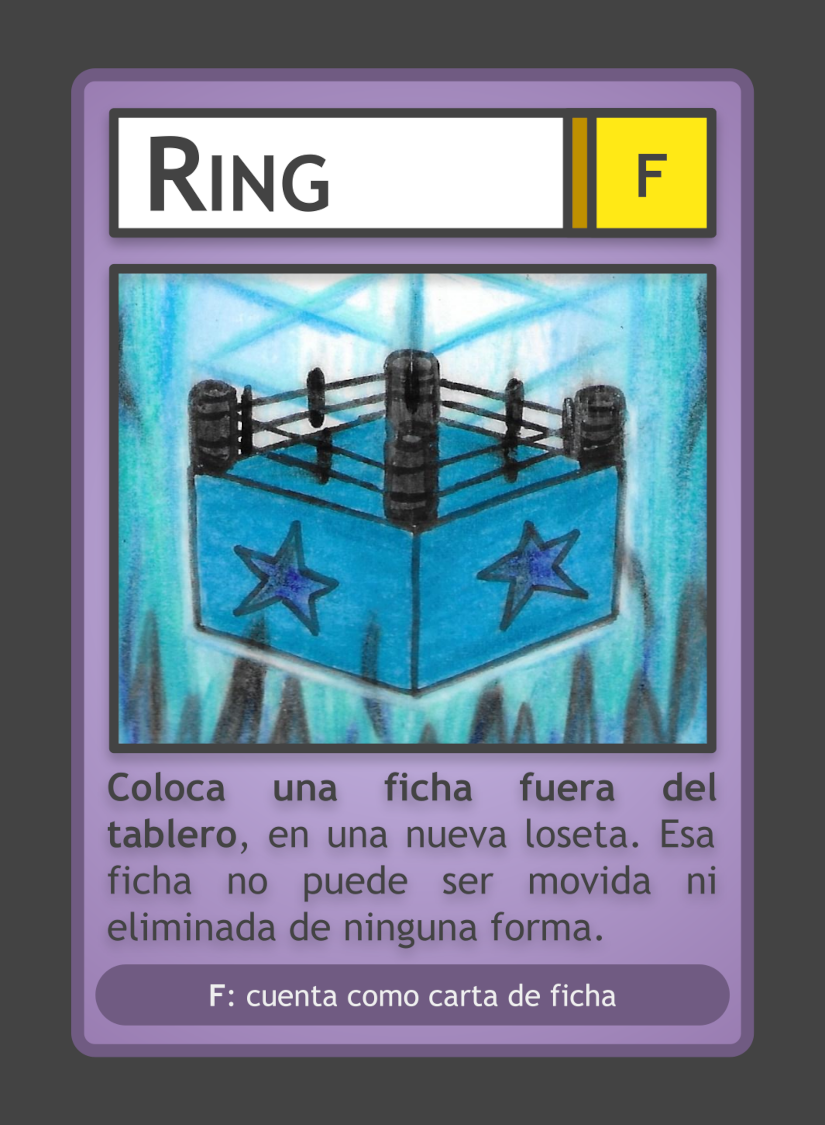 RING
F
Coloca una ficha fuera del
tablero, en una nueva loseta. Esa
ficha no puede ser movida ni
eliminada de ninguna forma.
F: cuenta como carta de ficha